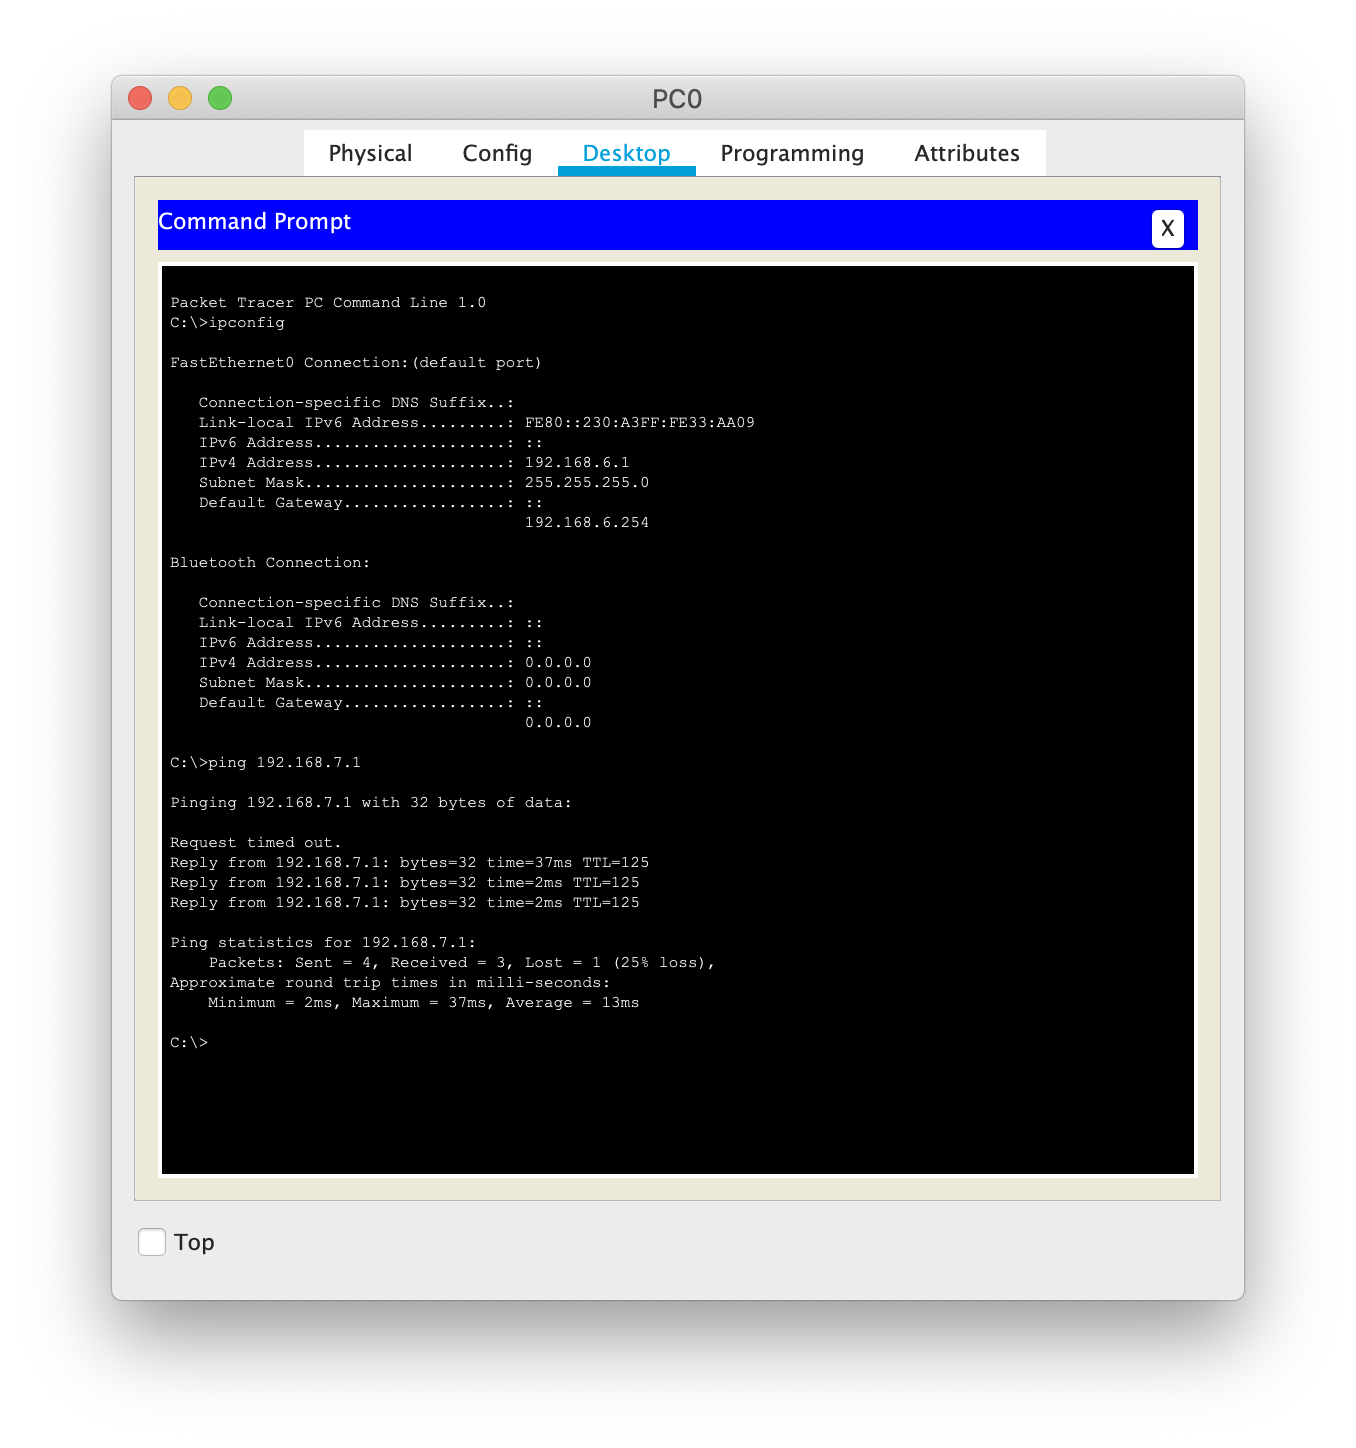 PC0
Physical Config Desktop Programming Attributes
Command Prompt
X
Packet Tracer PC Command Line 1.0
C:\>ipconfig
FastEthernet0 Connection:(default port)
Connection-specific DNS Suffix..:
Link-local IPv6 Address.........: FE80::230:A3FF:FE33:AA09
IPv6 Address....................: ::
IPv4 Address....................: 192.168.6.1
Subnet Mask.....................: 255.255.255.0
Default Gateway.................: ::
192.168.6.254
Bluetooth Connection:
Connection-specific DNS Suffix..:
Link-local IPv6 Address.........: ::
IPv6 Address....................: ::
IPv4 Address....................: 0.0.0.0
Subnet Mask.....................: 0.0.0.0
Default Gateway.................: ::
0.0.0.0
C:\>ping 192.168.7.1
Pinging 192.168.7.1 with 32 bytes of data:
Request timed out.
Reply from 192.168.7.1: bytes=32 time=37ms TTL=125
Reply from 192.168.7.1: bytes=32 time=2ms TTL=125
Reply from 192.168.7.1: bytes=32 time=2ms TTL=125
Ping statistics for 192.168.7.1:
Packets: Sent = 4, Received = 3, Lost = 1 (25% loss),
Approximate round trip times in milli-seconds:
Minimum = 2ms, Maximum = 37ms, Average = 13ms
C:\>
Top